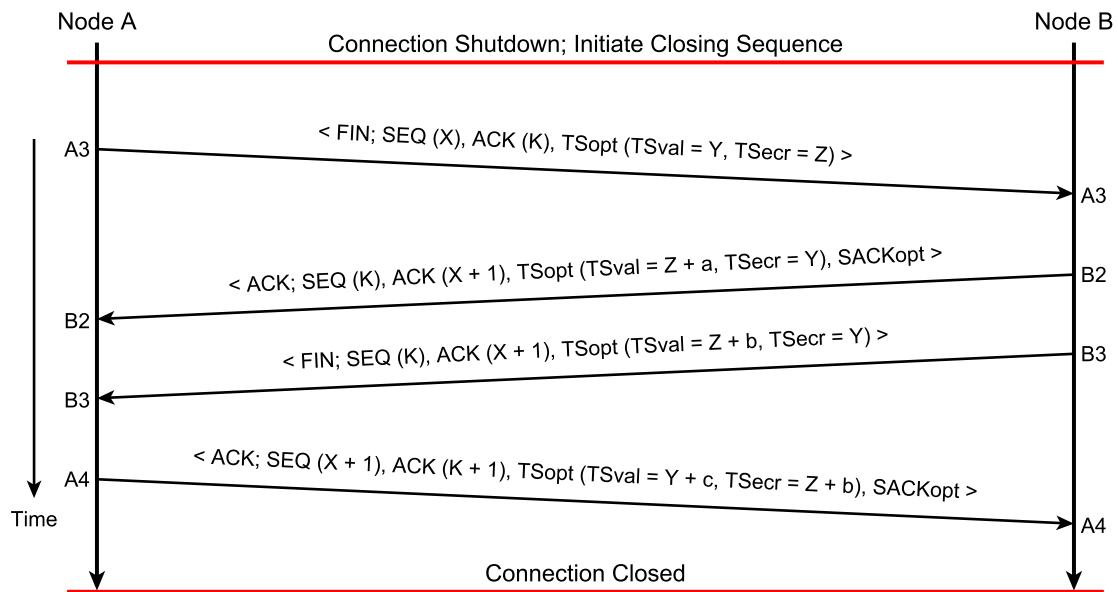 Node A
Node B
Connection Shutdown; Initiate Closing Sequence
< FIN; SEQ (X), ACK (K), TSopt (TSval = Y, TSecr = Z) >
A3
A3
< ACK; SEQ (K), ACK (X + 1), TSopt (TSval = Z + a, TSecr = Y), SACKopt >
B2
B2
< FIN; SEQ (K), ACK (X + 1), TSopt (TSval = Z + b, TSecr = Y) >
B3
B3
< ACK; SEQ (X + 1), ACK (K + 1), TSopt (TSval = Y + c, TSecr = Z + b), SACKopt >
A4
Time
A4
Connection Closed